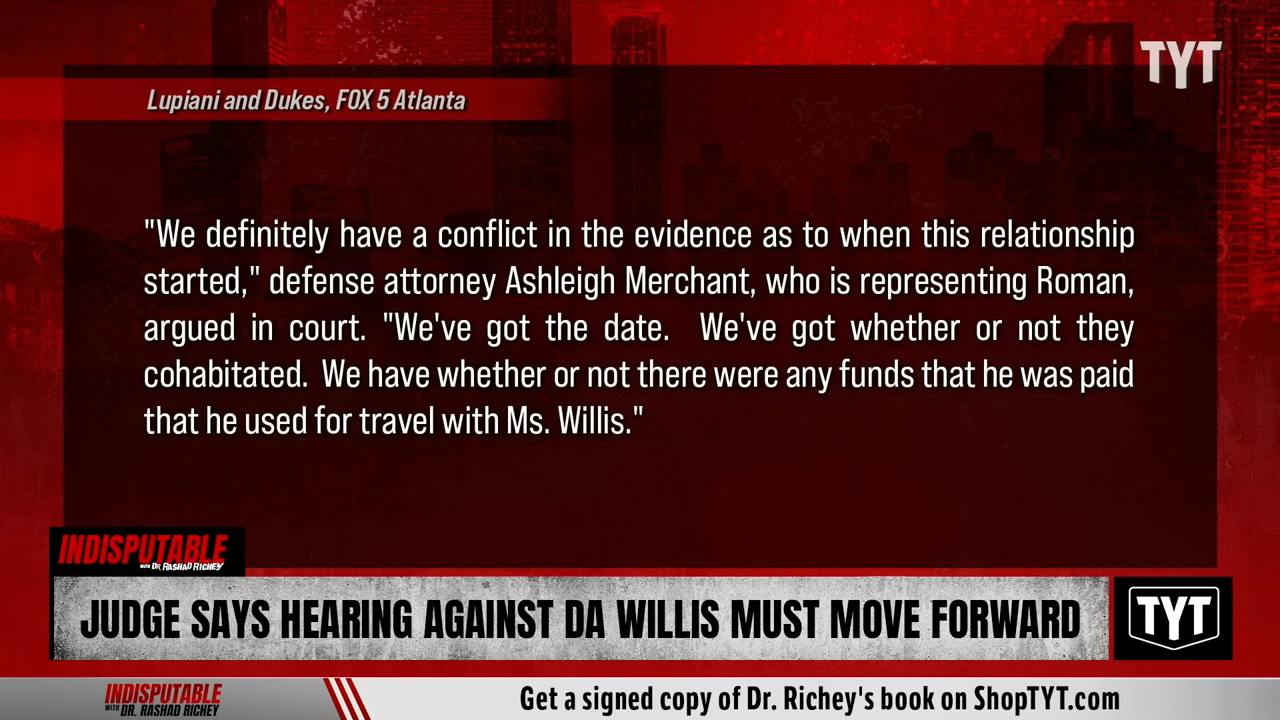 TYT
Lupiani and Dukes, FOX 5 Atlanta
"We definitely have a conflict in the evidence as to when this relationship
started," defense attorney Ashleigh Merchant, who is representing Roman,
argued in court. "We've got the date. We've got whether or not they
cohabitated. We have whether or not there were any funds that he was paid
that he used for travel with Ms. Willis."
INDISPUTABLE
WITH DR. RASHAD RICHEY
JUDGE SAYS HEARING AGAINST DA WILLIS MUST MOVE FORWARD
TYT
INDISPUTABLE
WITH DR. RASHAD RICHEY
Get a signed copy of Dr. Richey's book on ShopTYT.com